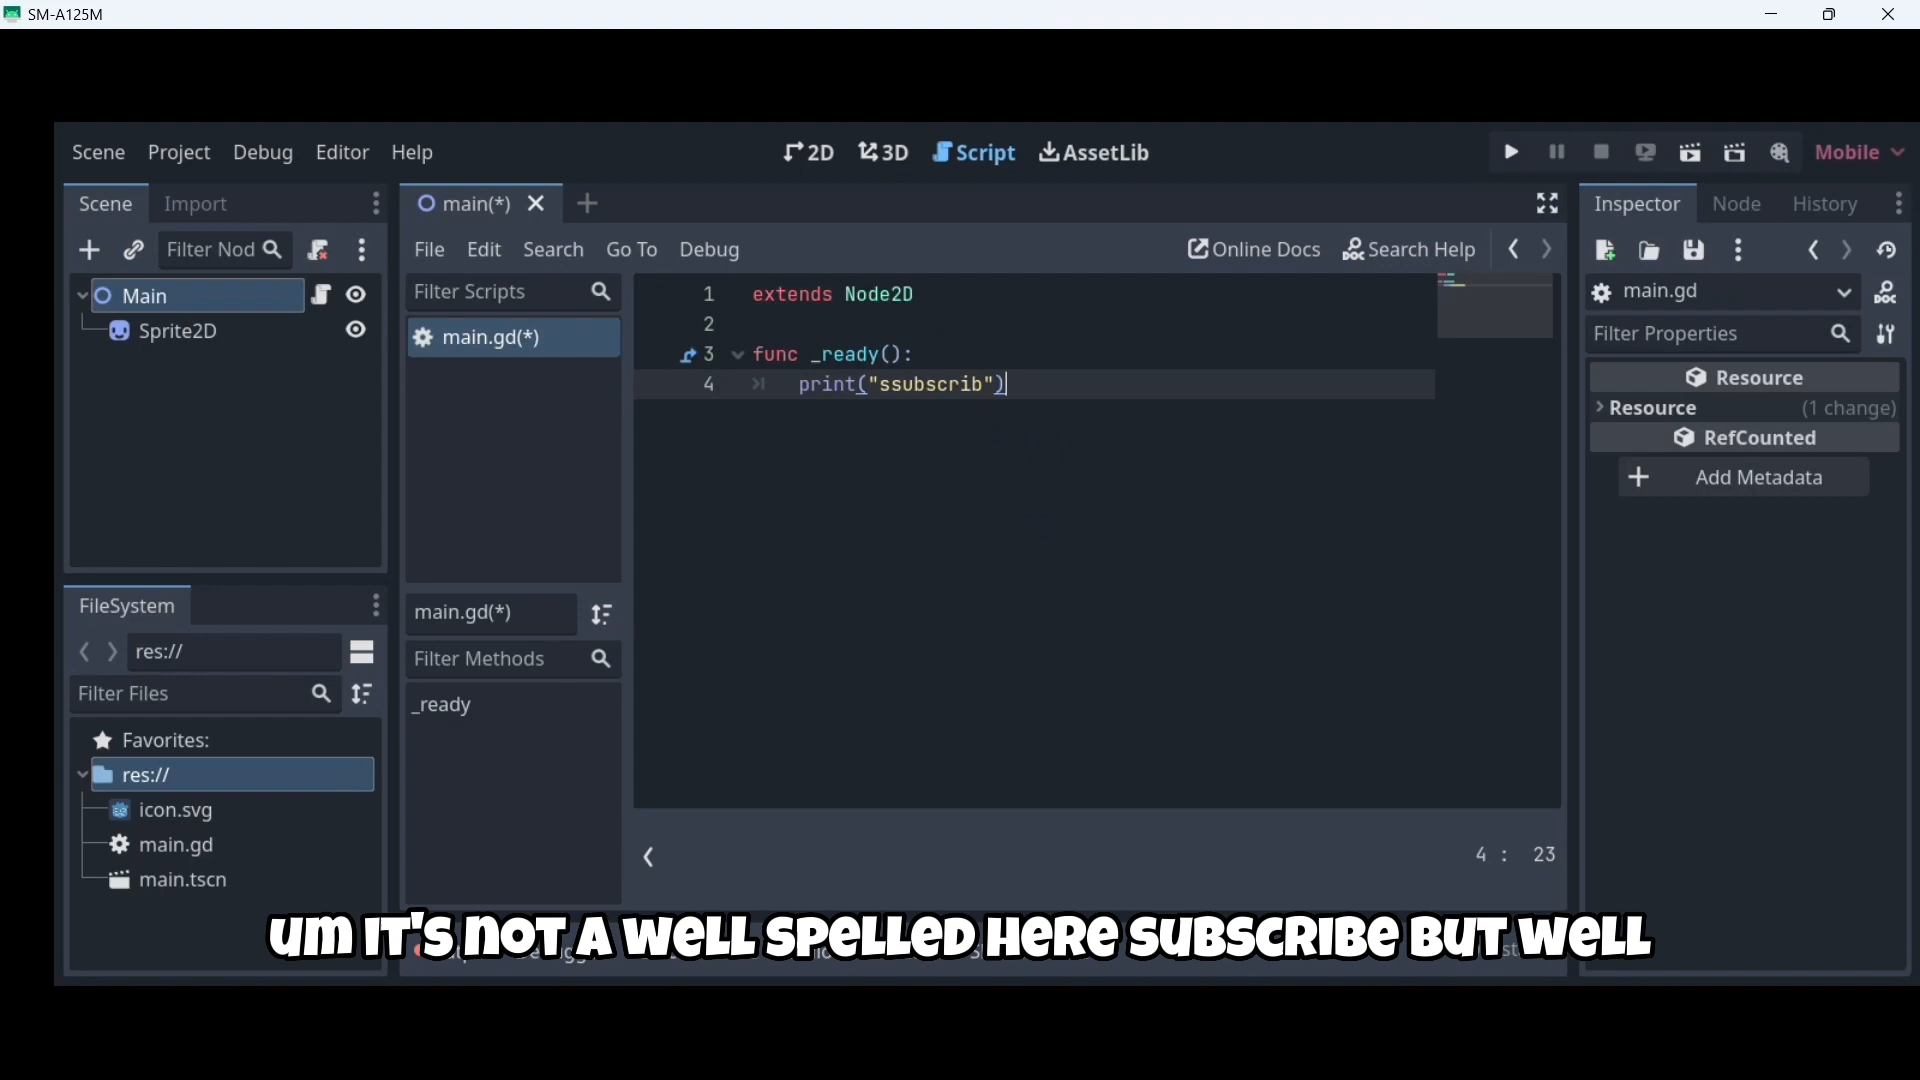 SM-A125M
Scene Project Debug Editor Help
2D 3D Script AssetLib
Mobile
Scene Import
main(*)
Inspector Node History
Filter Nod
File Edit Search Go To Debug
Online Docs Search Help
Main
Sprite2D
Filter Scripts
main.gd(*)
1 extends Node2D
2
3 func _ready():
4 print("ssubscrib")
main.gd
Filter Properties
Resource
Resource (1 change)
RefCounted
Add Metadata
FileSystem
res://
Filter Files
Favorites:
res://
icon.svg
main.gd
main.tscn
main.gd(*)
Filter Methods
_ready
4 : 23
um it's not a well spelled here subscribe but well